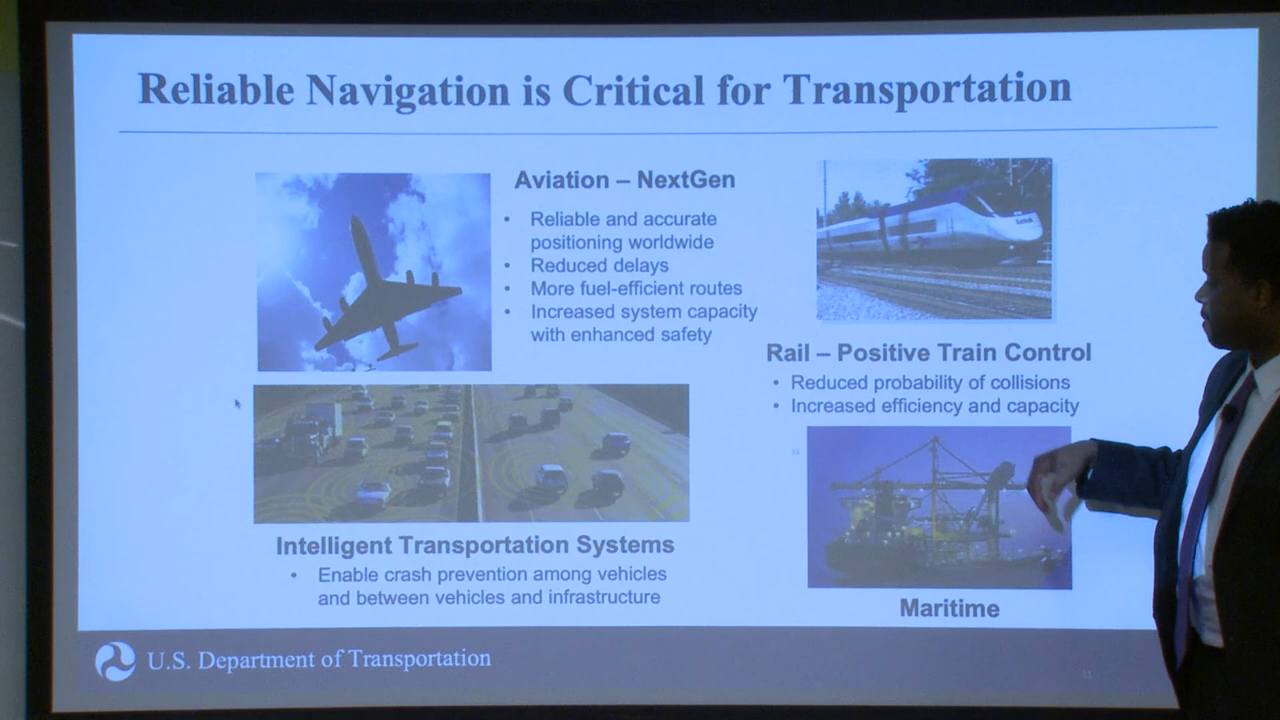 Reliable Navigation is Critical for Transportation
Aviation – NextGen
• Reliable and accurate
positioning worldwide
• Reduced delays
• More fuel-efficient routes
• Increased system capacity
with enhanced safety
Rail – Positive Train Control
• Reduced probability of collisions
• Increased efficiency and capacity
Intelligent Transportation Systems
• Enable crash prevention among vehicles
and between vehicles and infrastructure
Maritime
U.S. Department of Transportation